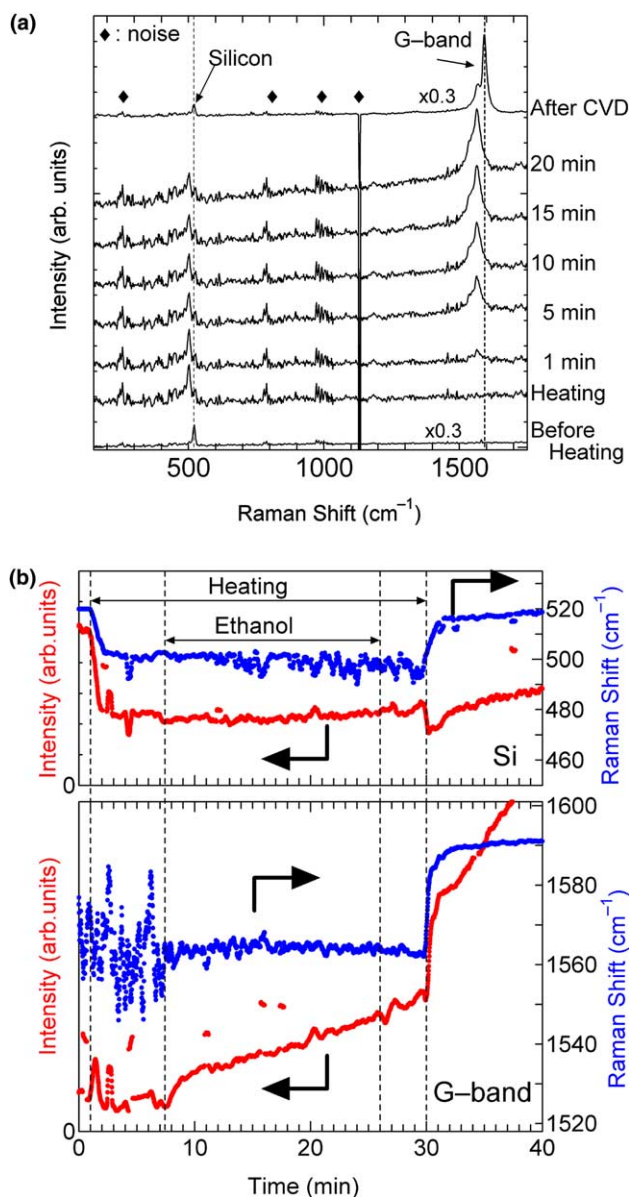 (a)
♦ : noise
Silicon
G–band
x0.3
After CVD
20 min
15 min
10 min
5 min
1 min
Heating
x0.3
Before
Heating
Intensity (arb. units)
500
1000
1500
Raman Shift (cm⁻¹)
(b)
Heating
Ethanol
Intensity (arb.units)
0
520
500
480
460
Raman Shift (cm⁻¹)
Si
Intensity (arb.units)
0
1600
1580
1560
1540
1520
Raman Shift (cm⁻¹)
G–band
0
10
20
30
40
Time (min)